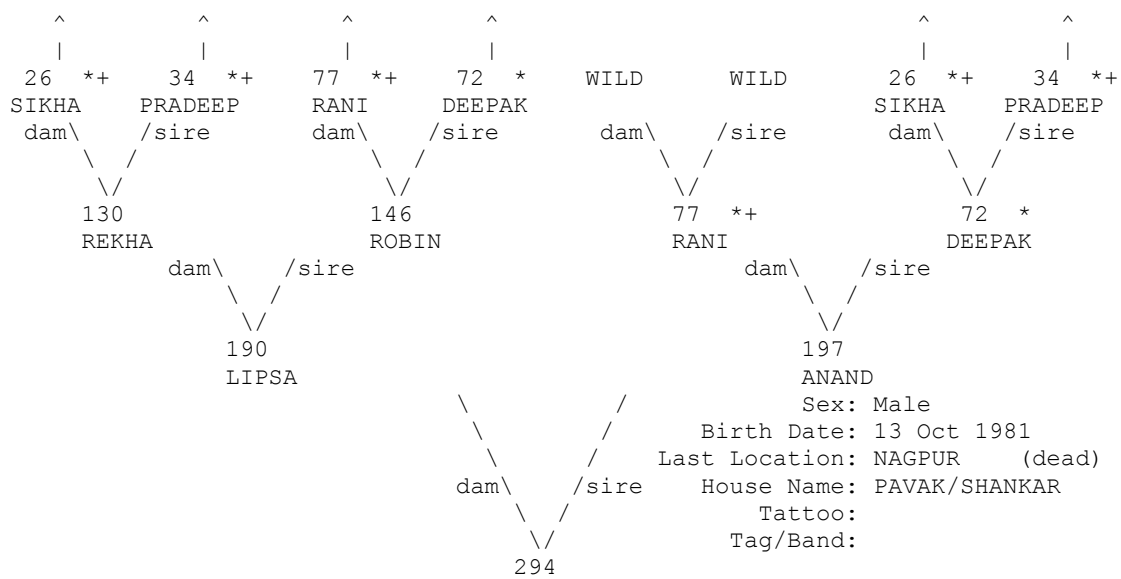 ^ ^ ^ ^ ^ ^
| | | | | |
26 *+ 34 *+ 77 *+ 72 * WILD WILD 26 *+ 34 *+
SIKHA PRADEEP RANI DEEPAK SIKHA PRADEEP
dam\ /sire dam\ /sire dam\ /sire dam\ /sire
\ / \ / \ / \ /
\/ \/ \/ \/
130 146 77 *+ 72 *
REKHA ROBIN RANI DEEPAK
dam\ /sire dam\ /sire
\ / \ /
\/ \/
190 197
LIPSA ANAND
\ / Sex: Male
\ / Birth Date: 13 Oct 1981
\ / Last Location: NAGPUR (dead)
dam\ /sire House Name: PAVAK/SHANKAR
\ / Tattoo:
\/ Tag/Band:
294